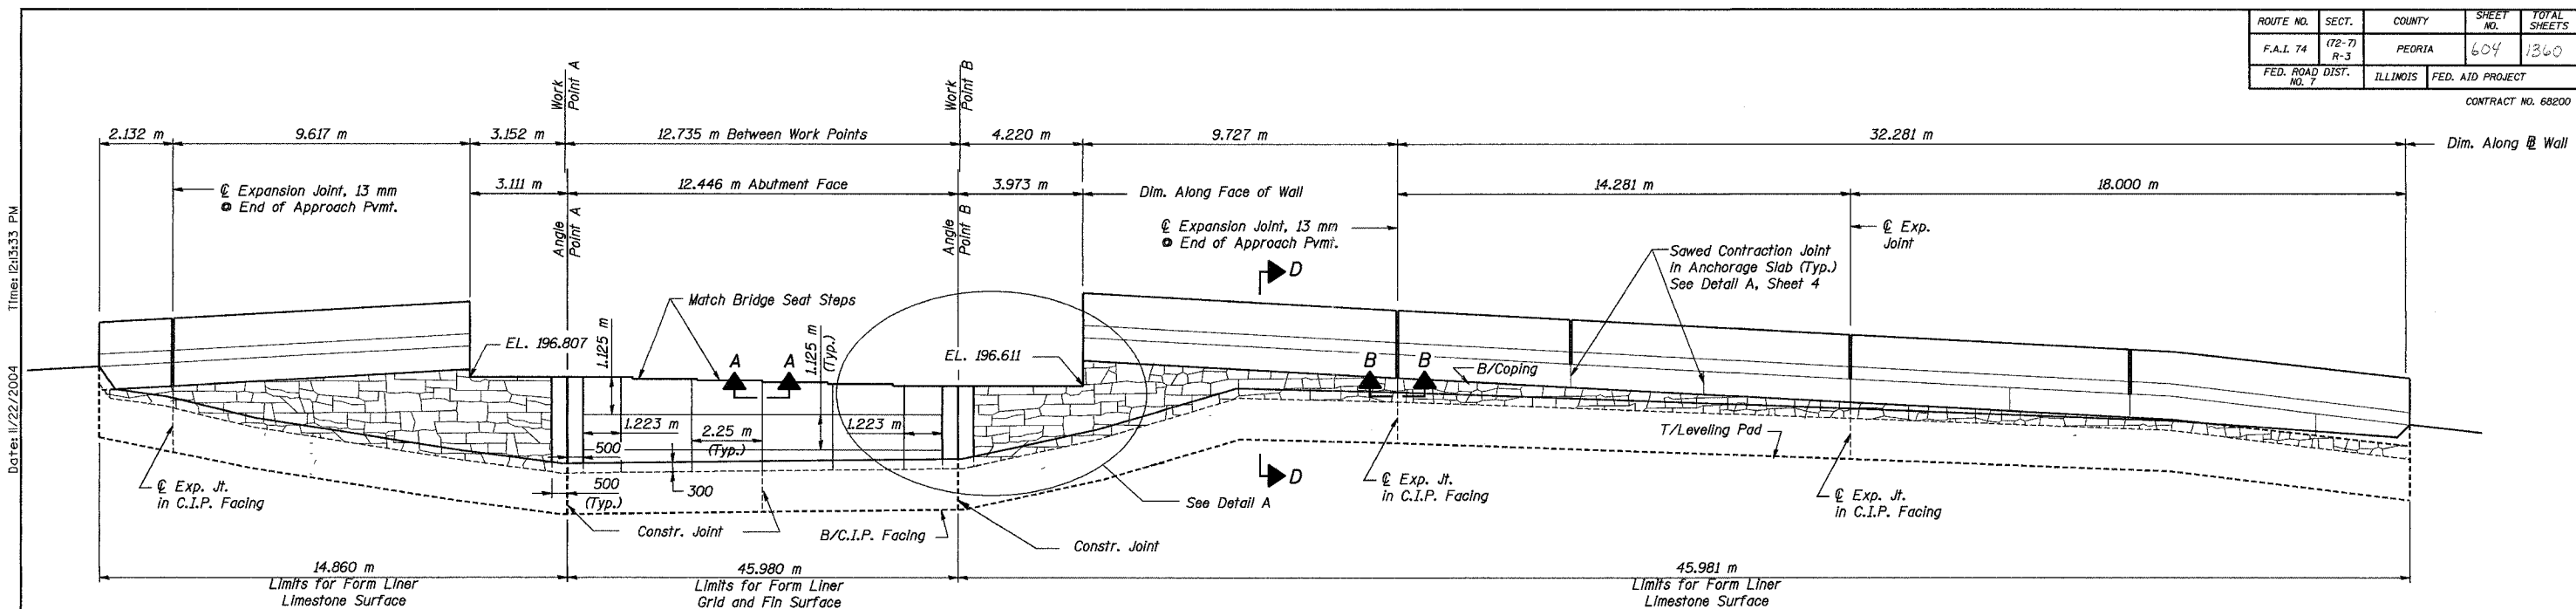 ROUTE NO. SECT. COUNTY SHEET NO. TOTAL SHEETS
F.A.I. 74 (72-7) R-3 PEORIA 604 1360
FED. ROAD DIST. NO. 7 ILLINOIS FED. AID PROJECT
CONTRACT NO. 68200
Date: 11/22/2004 Time: 12:13:33 PM
Work Point A
Work Point B
2.132 m 9.617 m 3.152 m 12.735 m Between Work Points 4.220 m 9.727 m 32.281 m
Dim. Along ⅊ Wall
3.111 m 12.446 m Abutment Face 3.973 m Dim. Along Face of Wall 14.281 m 18.000 m
℄ Expansion Joint, 13 mm
@ End of Approach Pvmt.
Angle Point A
Angle Point B
℄ Expansion Joint, 13 mm
@ End of Approach Pvmt.
℄ Exp.
Joint
Sawed Contraction Joint
in Anchorage Slab (Typ.)
See Detail A, Sheet 4
D
Match Bridge Seat Steps
EL. 196.807
1.125 m
A A
1.125 m
(Typ.)
EL. 196.611
B B
B/Coping
1.223 m
2.25 m
(Typ.)
1.223 m
500
T/Leveling Pad
D
℄ Exp. Jt.
in C.I.P. Facing
500
(Typ.)
300
See Detail A
℄ Exp. Jt.
in C.I.P. Facing
℄ Exp. Jt.
in C.I.P. Facing
Constr. Joint
B/C.I.P. Facing
Constr. Joint
14.860 m
Limits for Form Liner
Limestone Surface
45.980 m
Limits for Form Liner
Grid and Fin Surface
45.981 m
Limits for Form Liner
Limestone Surface